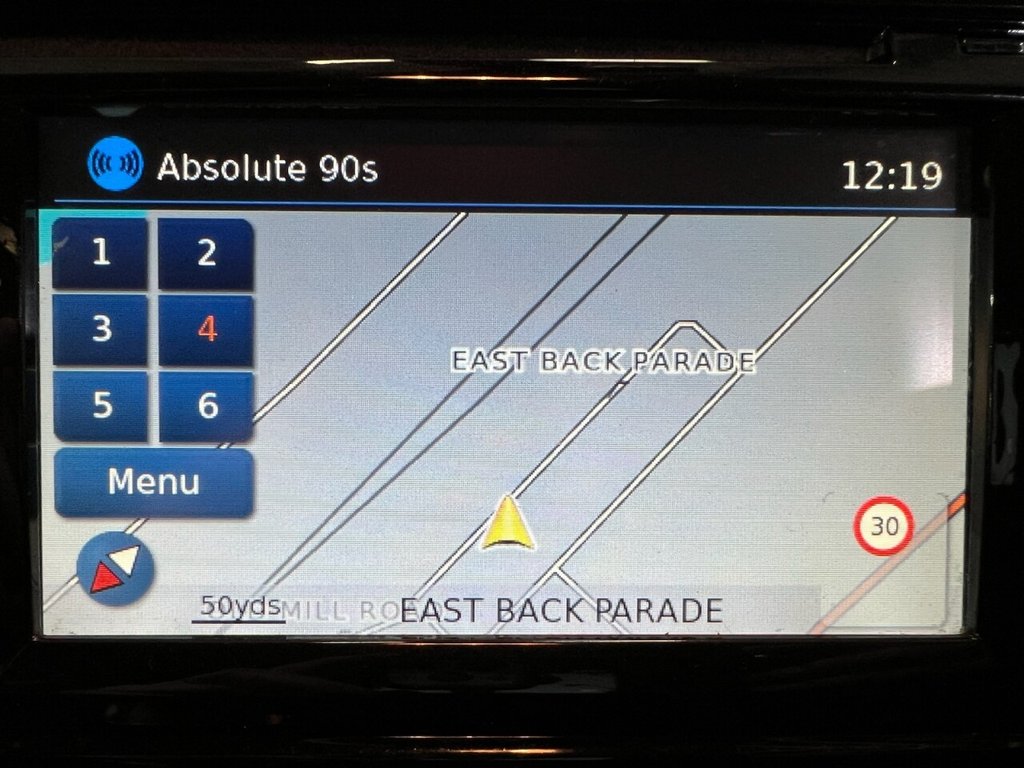 Absolute 90s
12:19
1 2
3 4
5 6
Menu
EAST BACK PARADE
30
50yds
MILL
EAST BACK PARADE